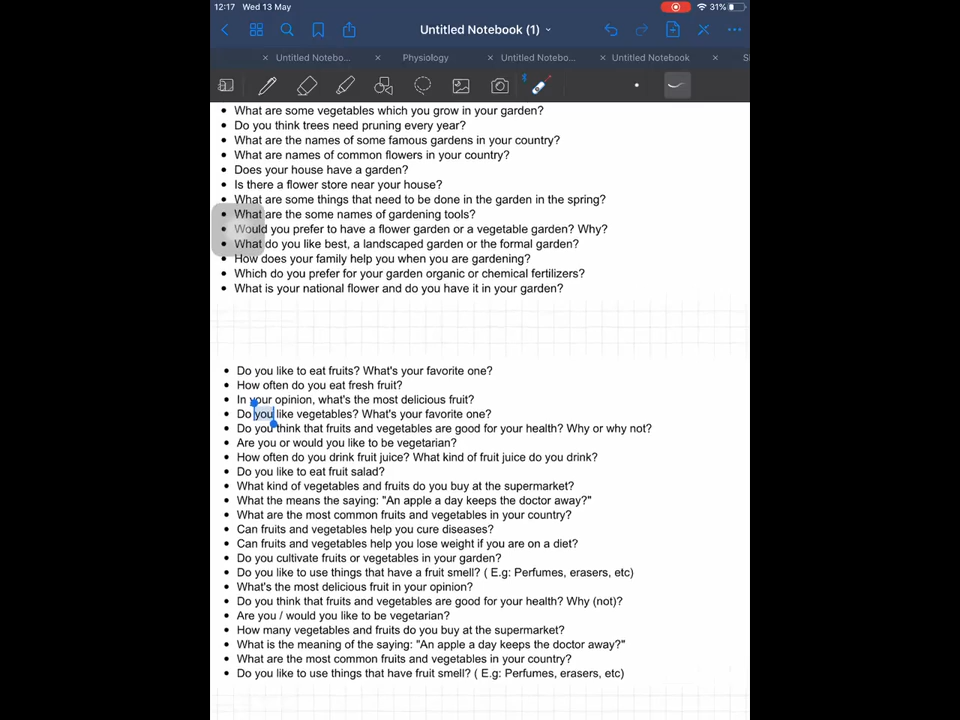 12:17 Wed 13 May 31%
Untitled Notebook (1)
Untitled Notebo... Physiology Untitled Notebo... Untitled Notebook S
• What are some vegetables which you grow in your garden?
• Do you think trees need pruning every year?
• What are the names of some famous gardens in your country?
• What are names of common flowers in your country?
• Does your house have a garden?
• Is there a flower store near your house?
• What are some things that need to be done in the garden in the spring?
• What are the some names of gardening tools?
• Would you prefer to have a flower garden or a vegetable garden? Why?
• What do you like best, a landscaped garden or the formal garden?
• How does your family help you when you are gardening?
• Which do you prefer for your garden organic or chemical fertilizers?
• What is your national flower and do you have it in your garden?
• Do you like to eat fruits? What's your favorite one?
• How often do you eat fresh fruit?
• In your opinion, what's the most delicious fruit?
• Do you like vegetables? What's your favorite one?
• Do you think that fruits and vegetables are good for your health? Why or why not?
• Are you or would you like to be vegetarian?
• How often do you drink fruit juice? What kind of fruit juice do you drink?
• Do you like to eat fruit salad?
• What kind of vegetables and fruits do you buy at the supermarket?
• What the means the saying: "An apple a day keeps the doctor away?"
• What are the most common fruits and vegetables in your country?
• Can fruits and vegetables help you cure diseases?
• Can fruits and vegetables help you lose weight if you are on a diet?
• Do you cultivate fruits or vegetables in your garden?
• Do you like to use things that have a fruit smell? ( E.g: Perfumes, erasers, etc)
• What's the most delicious fruit in your opinion?
• Do you think that fruits and vegetables are good for your health? Why (not)?
• Are you / would you like to be vegetarian?
• How many vegetables and fruits do you buy at the supermarket?
• What is the meaning of the saying: "An apple a day keeps the doctor away?"
• What are the most common fruits and vegetables in your country?
• Do you like to use things that have fruit smell? ( E.g: Perfumes, erasers, etc)